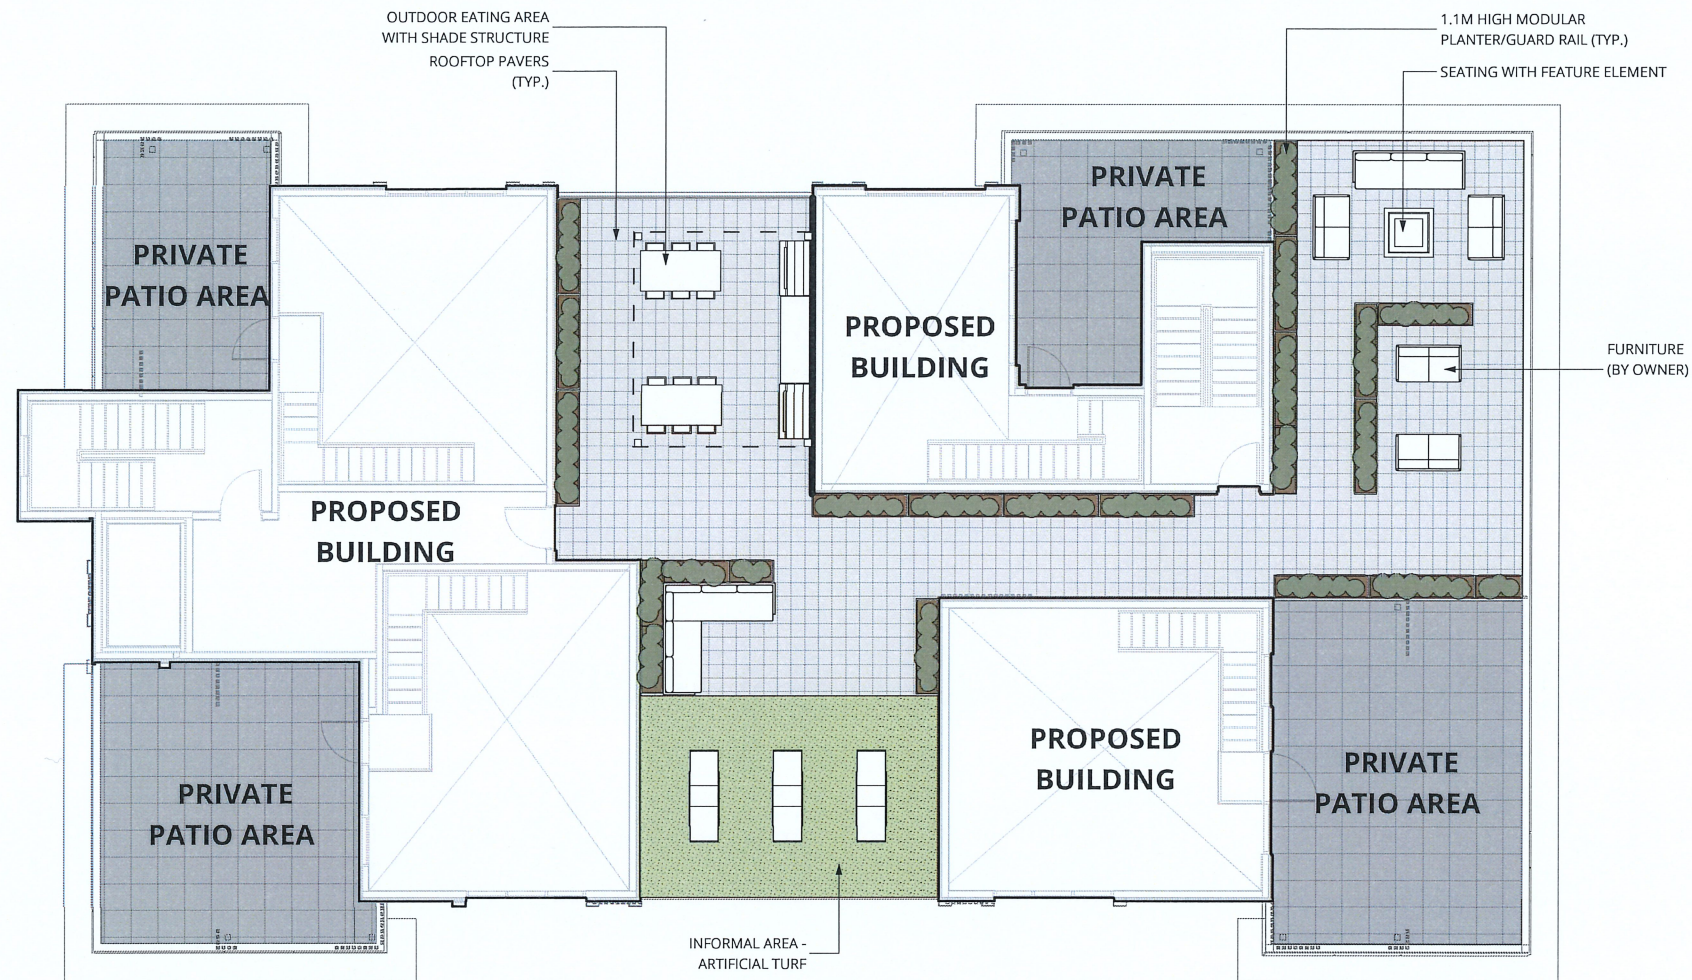 OUTDOOR EATING AREA
WITH SHADE STRUCTURE
ROOFTOP PAVERS
(TYP.)
1.1M HIGH MODULAR
PLANTER/GUARD RAIL (TYP.)
SEATING WITH FEATURE ELEMENT
PRIVATE
PATIO AREA
PRIVATE
PATIO AREA
PROPOSED
BUILDING
FURNITURE
(BY OWNER)
PROPOSED
BUILDING
PROPOSED
BUILDING
PRIVATE
PATIO AREA
PRIVATE
PATIO AREA
INFORMAL AREA -
ARTIFICIAL TURF